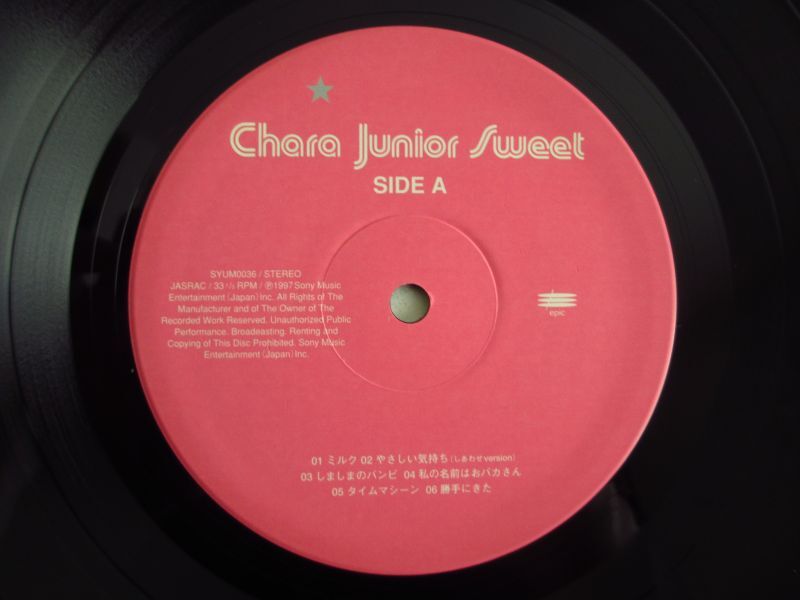 Chara Junior Sweet
SIDE A
SYUM0036 / STEREO
JASRAC / 33 1/3 RPM / ℗1997 Sony Music
Entertainment (Japan) Inc. All Rights of The
Manufacturer and of The Owner of The
Recorded Work Reserved. Unauthorized Public
Performance. Broadeasting. Renting and
Copying of This Disc Prohibited. Sony Music
Entertainment (Japan) Inc.
epic
01 ミルク 02 やさしい気持ち (しあわせ version)
03 しましまのバンビ 04 私の名前はおバカさん
05 タイムマシーン 06 勝手にきた